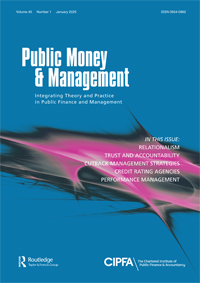 Volume 40 Number 1 January 2020
ISSN 0954-0962
Public Money
& Management
Integrating Theory and Practice
in Public Finance and Management
IN THIS ISSUE:
RELATIONALISM
TRUST AND ACCOUNTABILITY
CUTBACK MANAGEMENT STRATEGIES
CREDIT RATING AGENCIES
PERFORMANCE MANAGEMENT
Routledge
Taylor & Francis Group
CIPFA
The Chartered Institute of
Public Finance & Accountancy